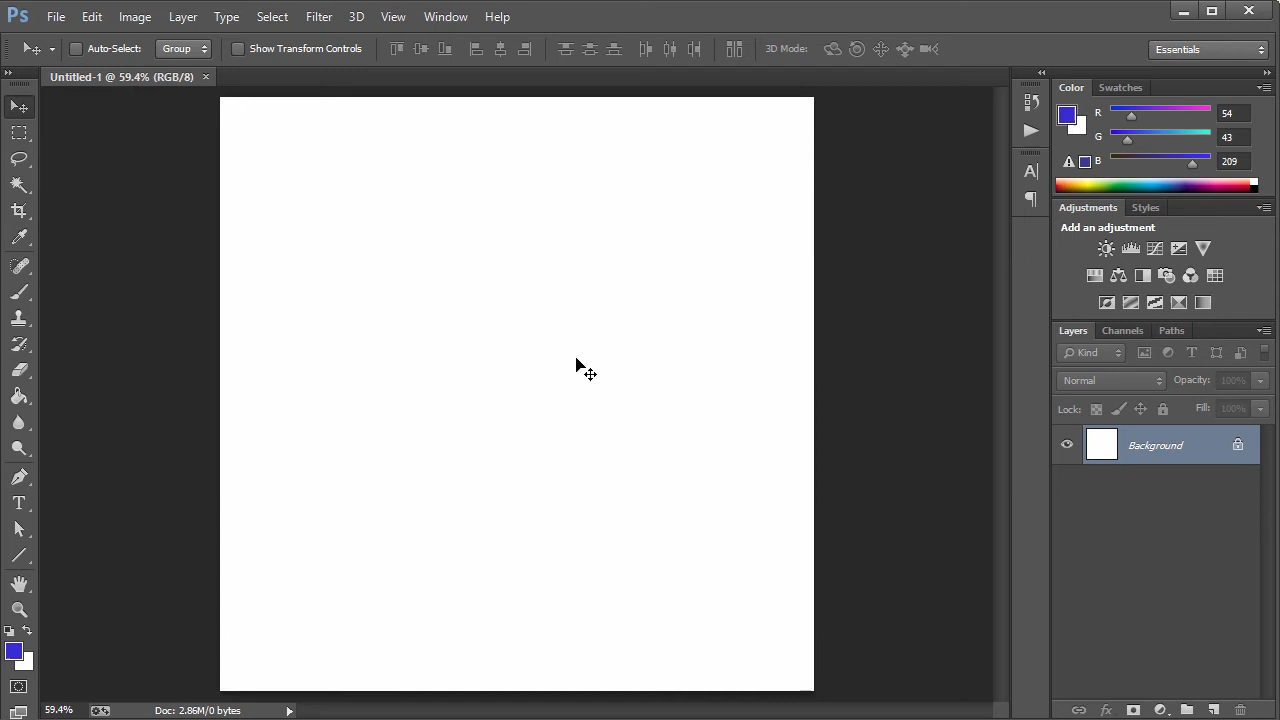 Ps File Edit Image Layer Type Select Filter 3D View Window Help
Auto-Select: Group Show Transform Controls 3D Mode: Essentials
Untitled-1 @ 59.4% (RGB/8) ×
Color Swatches
R 54
G 43
B 209
Adjustments Styles
Add an adjustment
Layers Channels Paths
Kind T
Normal Opacity: 100%
Lock: Fill: 100%
Background
A
T
59.4% Doc: 2.86M/0 bytes fx